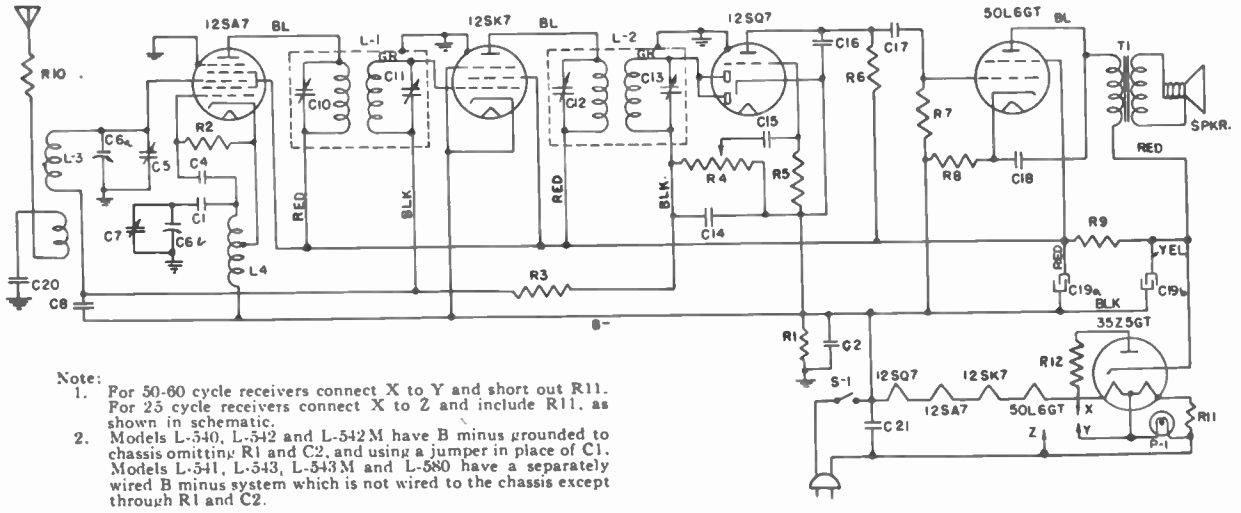 12SA7
BL
L-1
12SK7
BL
L-2
12SQ7
50L6GT
BL
T1
R10
GR
C11
C10
GR
C13
C12
C16
C17
R6
R7
SPKR.
RED
R2
C4
C1
L-3
C6a
C5
C7
C6b
L4
C20
C8
RED
BLK
RED
BLK.
C15
R4
R5
C14
R8
C18
R9
RED
YEL
C19a
C19b
BLK
R3
B-
R1
C2
35Z5GT
R12
S-1
12SQ7
12SK7
12SA7
50L6GT
C21
X
Z
Y
P-1
R11
Note:
1. For 50-60 cycle receivers connect X to Y and short out R11.
For 25 cycle receivers connect X to Z and include R11, as
shown in schematic.
2. Models L-540, L-542 and L-542M have B minus grounded to
chassis omitting R1 and C2, and using a jumper in place of C1.
Models L-541, L-543, L-543M and L-580 have a separately
wired B minus system which is not wired to the chassis except
through R1 and C2.